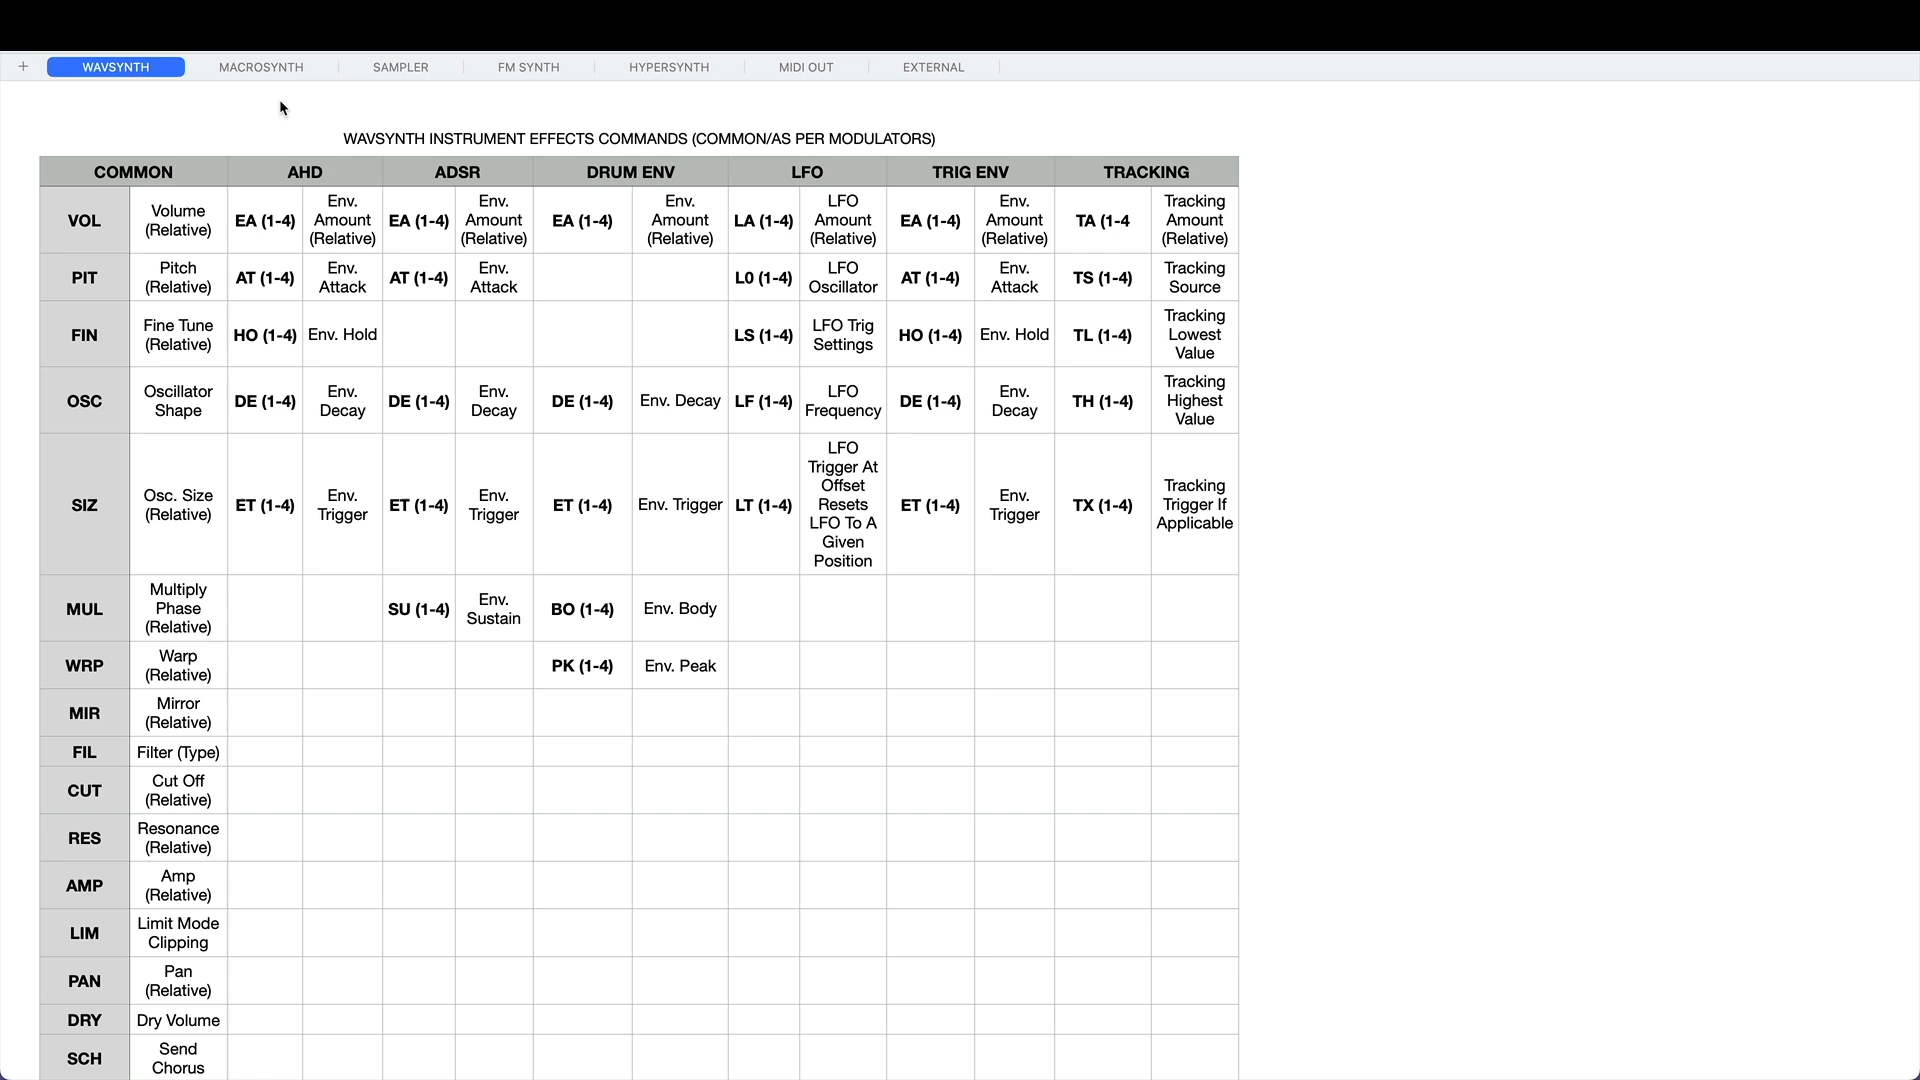 + WAVSYNTH MACROSYNTH SAMPLER FM SYNTH HYPERSYNTH MIDI OUT EXTERNAL
WAVSYNTH INSTRUMENT EFFECTS COMMANDS (COMMON/AS PER MODULATORS)
COMMON AHD ADSR DRUM ENV LFO TRIG ENV TRACKING
VOL Volume (Relative) EA (1-4) Env. Amount (Relative) EA (1-4) Env. Amount (Relative) EA (1-4) Env. Amount (Relative) LA (1-4) LFO Amount (Relative) EA (1-4) Env. Amount (Relative) TA (1-4 Tracking Amount (Relative)
PIT Pitch (Relative) AT (1-4) Env. Attack AT (1-4) Env. Attack L0 (1-4) LFO Oscillator AT (1-4) Env. Attack TS (1-4) Tracking Source
FIN Fine Tune (Relative) HO (1-4) Env. Hold LS (1-4) LFO Trig Settings HO (1-4) Env. Hold TL (1-4) Tracking Lowest Value
OSC Oscillator Shape DE (1-4) Env. Decay DE (1-4) Env. Decay DE (1-4) Env. Decay LF (1-4) LFO Frequency DE (1-4) Env. Decay TH (1-4) Tracking Highest Value
SIZ Osc. Size (Relative) ET (1-4) Env. Trigger ET (1-4) Env. Trigger ET (1-4) Env. Trigger LT (1-4) LFO Trigger At Offset Resets LFO To A Given Position ET (1-4) Env. Trigger TX (1-4) Tracking Trigger If Applicable
MUL Multiply Phase (Relative) SU (1-4) Env. Sustain BO (1-4) Env. Body
WRP Warp (Relative) PK (1-4) Env. Peak
MIR Mirror (Relative)
FIL Filter (Type)
CUT Cut Off (Relative)
RES Resonance (Relative)
AMP Amp (Relative)
LIM Limit Mode Clipping
PAN Pan (Relative)
DRY Dry Volume
SCH Send Chorus